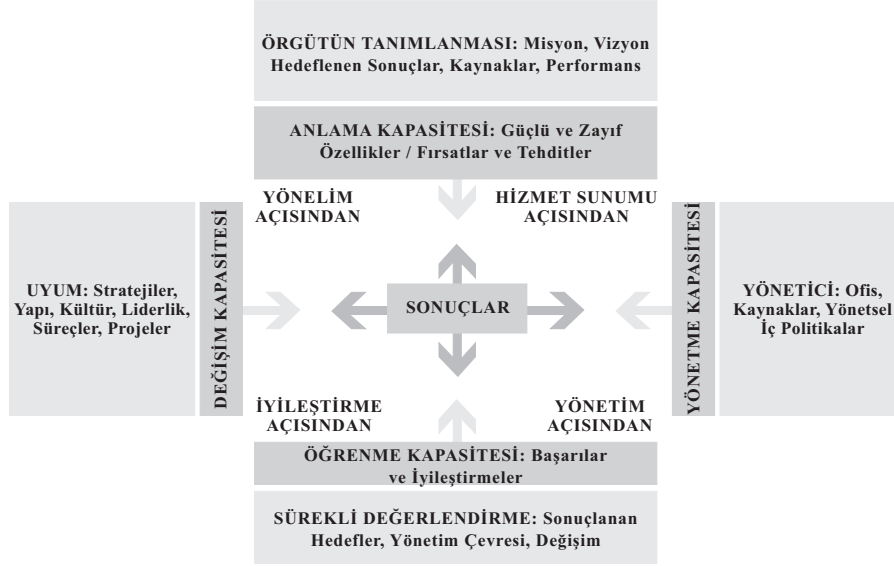 ÖRGÜTÜN TANIMLANMASI: Misyon, Vizyon
Hedeflenen Sonuçlar, Kaynaklar, Performans
ANLAMA KAPASİTESİ: Güçlü ve Zayıf
Özellikler / Fırsatlar ve Tehditler
YÖNELİM
AÇISINDAN
HİZMET SUNUMU
AÇISINDAN
UYUM: Stratejiler,
Yapı, Kültür, Liderlik,
Süreçler, Projeler
DEĞİŞİM KAPASİTESİ
SONUÇLAR
YÖNETME KAPASİTESİ
YÖNETİCİ: Ofis,
Kaynaklar, Yönetsel
İç Politikalar
İYİLEŞTİRME
AÇISINDAN
YÖNETİM
AÇISINDAN
ÖĞRENME KAPASİTESİ: Başarılar
ve İyileştirmeler
SÜREKLİ DEĞERLENDİRME: Sonuçlanan
Hedefler, Yönetim Çevresi, Değişim